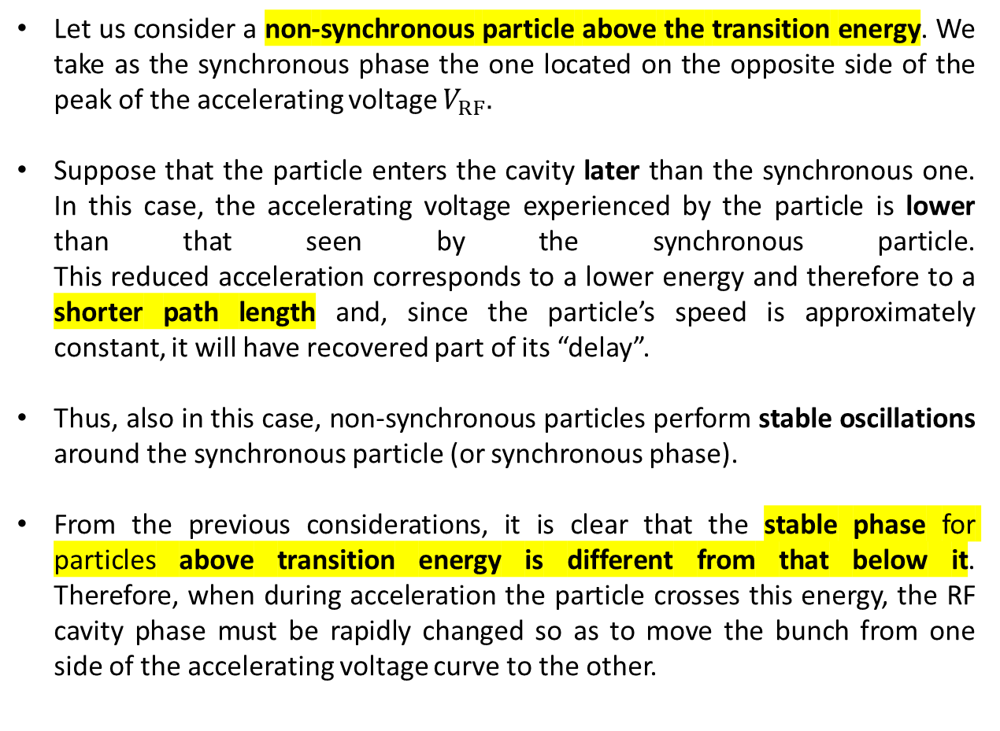 • Let us consider a non-synchronous particle above the transition energy. We
take as the synchronous phase the one located on the opposite side of the
peak of the accelerating voltage V_RF.
• Suppose that the particle enters the cavity later than the synchronous one.
In this case, the accelerating voltage experienced by the particle is lower
than that seen by the synchronous particle.
This reduced acceleration corresponds to a lower energy and therefore to a
shorter path length and, since the particle’s speed is approximately
constant, it will have recovered part of its “delay”.
• Thus, also in this case, non-synchronous particles perform stable oscillations
around the synchronous particle (or synchronous phase).
• From the previous considerations, it is clear that the stable phase for
particles above transition energy is different from that below it.
Therefore, when during acceleration the particle crosses this energy, the RF
cavity phase must be rapidly changed so as to move the bunch from one
side of the accelerating voltage curve to the other.